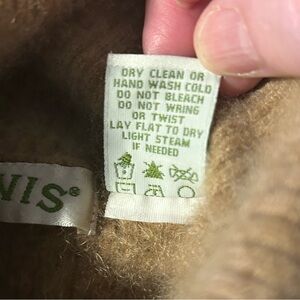 DRY CLEAN OR
HAND WASH COLD
DO NOT BLEACH
DO NOT WRING
OR TWIST
LAY FLAT TO DRY
LIGHT STEAM
IF NEEDED
NIS®